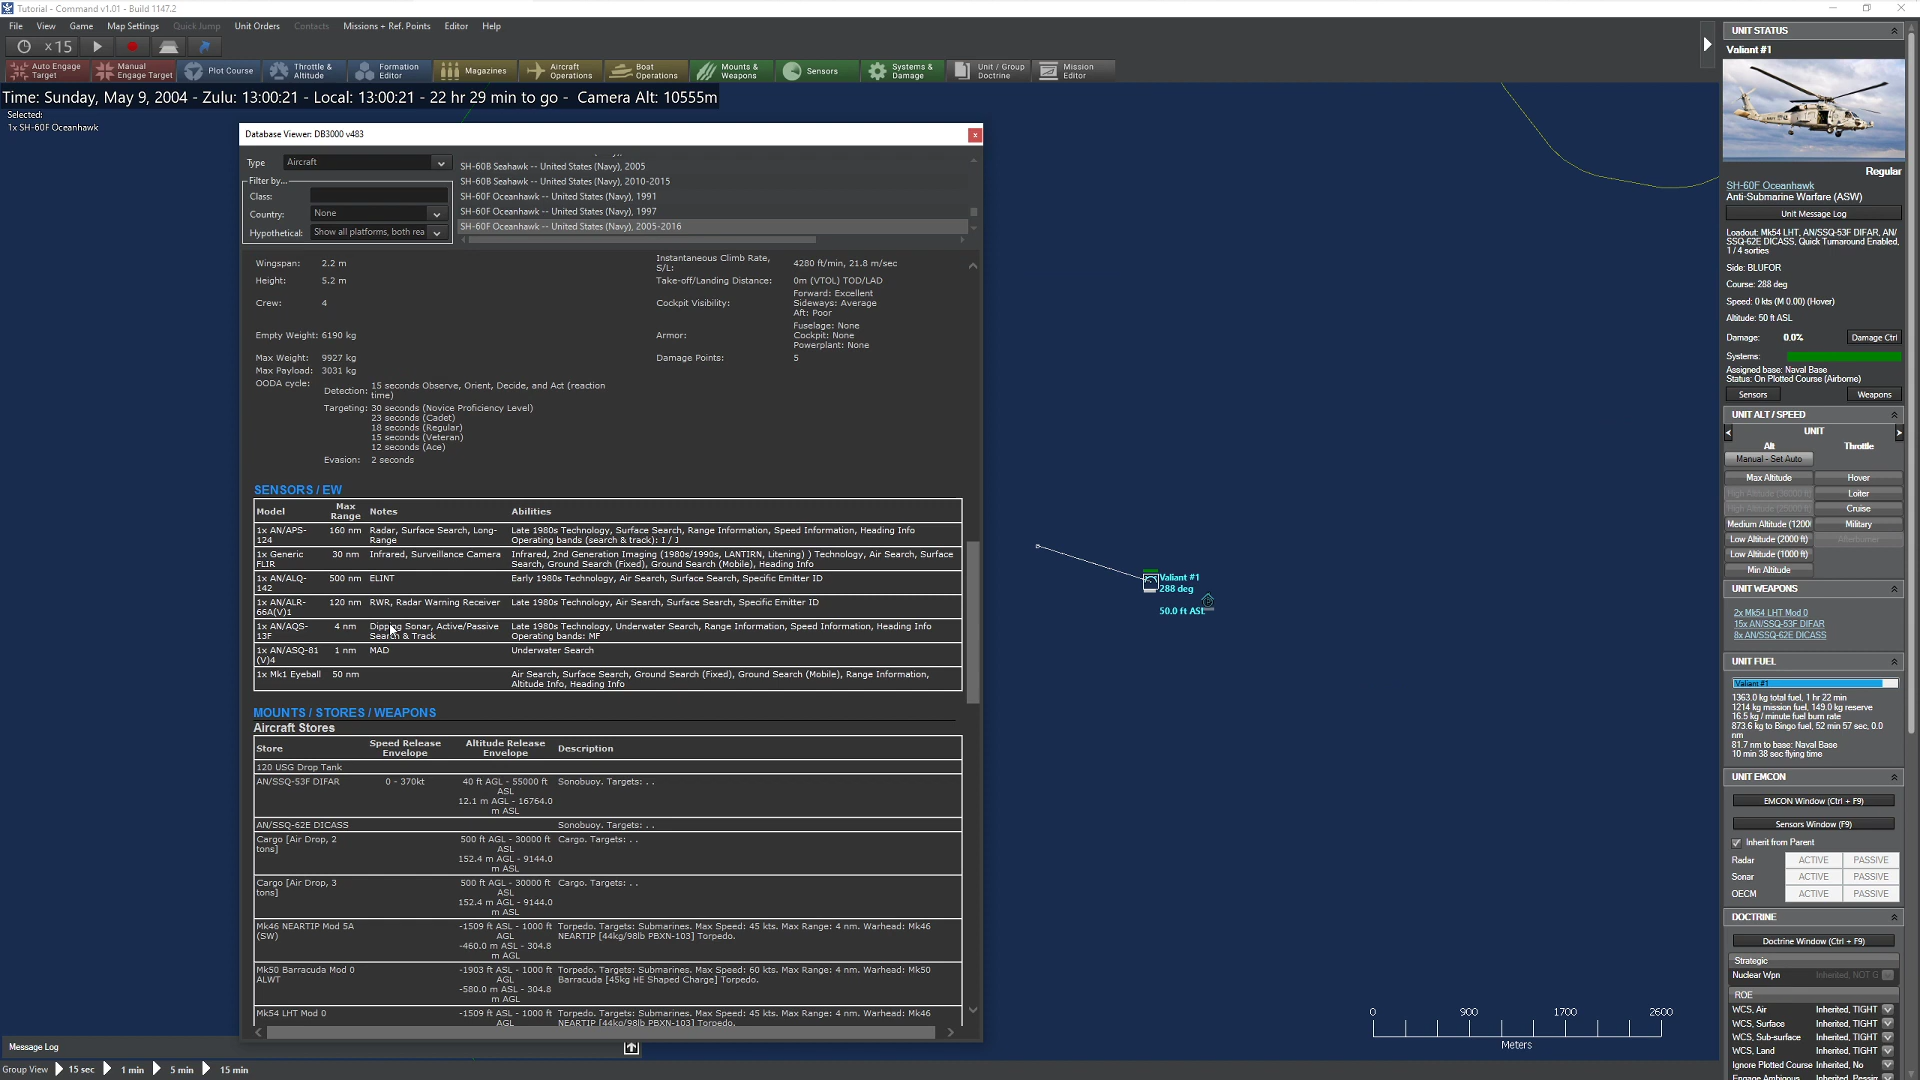 Tutorial - Command v1.01 - Build 1147.2
File View Game Map Settings Quick Jump Unit Orders Contacts Missions + Ref. Points Editor Help
x 15
Auto Engage Target
Manual Engage Target
Plot Course
Throttle & Altitude
Formation Editor
Magazines
Aircraft Operations
Boat Operations
Mounts & Weapons
Sensors
Systems & Damage
Unit / Group Doctrine
Mission Editor
Time: Sunday, May 9, 2004 - Zulu: 13:00:21 - Local: 13:00:21 - 22 hr 29 min to go - Camera Alt: 10555m
Selected:
1x SH-60F Oceanhawk
Database Viewer: DB3000 v483
Type Aircraft
Filter by...
Class:
Country: None
Hypothetical: Show all platforms, both rea
SH-60B Seahawk -- United States (Navy), 2005
SH-60B Seahawk -- United States (Navy), 2010-2015
SH-60F Oceanhawk -- United States (Navy), 1991
SH-60F Oceanhawk -- United States (Navy), 1997
SH-60F Oceanhawk -- United States (Navy), 2005-2016
Wingspan: 2.2 m
Height: 5.2 m
Crew: 4
Empty Weight: 6190 kg
Max Weight: 9927 kg
Max Payload: 3031 kg
OODA cycle:
Detection: 15 seconds Observe, Orient, Decide, and Act (reaction time)
Targeting: 30 seconds (Novice Proficiency Level)
23 seconds (Cadet)
18 seconds (Regular)
15 seconds (Veteran)
12 seconds (Ace)
Evasion: 2 seconds
Instantaneous Climb Rate, S/L: 4280 ft/min, 21.8 m/sec
Take-off/Landing Distance: 0m (VTOL) TOD/LAD
Cockpit Visibility: Forward: Excellent
Sideways: Average
Aft: Poor
Armor: Fuselage: None
Cockpit: None
Powerplant: None
Damage Points: 5
SENSORS / EW
Model Max Range Notes Abilities
1x AN/APS-124 160 nm Radar, Surface Search, Long-Range Late 1980s Technology, Surface Search, Range Information, Speed Information, Heading Info
Operating bands (search & track): I / J
1x Generic FLIR 30 nm Infrared, Surveillance Camera Infrared, 2nd Generation Imaging (1980s/1990s, LANTIRN, Litening) ) Technology, Air Search, Surface Search, Ground Search (Fixed), Ground Search (Mobile), Heading Info
1x AN/ALQ-142 500 nm ELINT Early 1980s Technology, Air Search, Surface Search, Specific Emitter ID
1x AN/ALR-66A(V)1 120 nm RWR, Radar Warning Receiver Late 1980s Technology, Air Search, Surface Search, Specific Emitter ID
1x AN/AQS-13F 4 nm Dipping Sonar, Active/Passive Search & Track Late 1980s Technology, Underwater Search, Range Information, Speed Information, Heading Info
Operating bands: MF
1x AN/ASQ-81 (V)4 1 nm MAD Underwater Search
1x Mk1 Eyeball 50 nm Air Search, Surface Search, Ground Search (Fixed), Ground Search (Mobile), Range Information, Altitude Info, Heading Info
MOUNTS / STORES / WEAPONS
Aircraft Stores
Store Speed Release Envelope Altitude Release Envelope Description
120 USG Drop Tank
AN/SSQ-53F DIFAR 0 - 370kt 40 ft AGL - 55000 ft ASL 12.1 m AGL - 16764.0 m ASL Sonobuoy. Targets: . .
AN/SSQ-62E DICASS Sonobuoy. Targets: . .
Cargo [Air Drop, 2 tons] 500 ft AGL - 30000 ft ASL 152.4 m AGL - 9144.0 m ASL Cargo. Targets: . .
Cargo [Air Drop, 3 tons] 500 ft AGL - 30000 ft ASL 152.4 m AGL - 9144.0 m ASL Cargo. Targets: . .
Mk46 NEARTIP Mod 5A (SW) -1509 ft ASL - 1000 ft AGL -460.0 m ASL - 304.8 m AGL Torpedo. Targets: Submarines. Max Speed: 45 kts. Max Range: 4 nm. Warhead: Mk46 NEARTIP [44kg/98lb PBXN-103] Torpedo.
Mk50 Barracuda Mod 0 ALWT -1903 ft ASL - 1000 ft AGL -580.0 m ASL - 304.8 m AGL Torpedo. Targets: Submarines. Max Speed: 60 kts. Max Range: 4 nm. Warhead: Mk50 Barracuda [45kg HE Shaped Charge] Torpedo.
Mk54 LHT Mod 0 -1509 ft ASL - 1000 ft AGL Torpedo. Targets: Submarines. Max Speed: 45 kts. Max Range: 4 nm. Warhead: Mk46 NEARTIP [44kg/98lb PBXN-103] Torpedo.
Valiant #1
288 deg
50.0 ft ASL
0 900 1700 2600
Meters
Message Log
Group View 15 sec 1 min 5 min 15 min
UNIT STATUS
Valiant #1
Regular
SH-60F Oceanhawk
Anti-Submarine Warfare (ASW)
Unit Message Log
Loadout: Mk54 LHT, AN/SSQ-53F DIFAR, AN/
SSQ-62E DICASS, Quick Turnaround Enabled,
1 / 4 sorties
Side: BLUFOR
Course: 288 deg
Speed: 0 kts (M 0.00) (Hover)
Altitude: 50 ft ASL
Damage: 0.0% Damage Ctrl
Systems:
Assigned base: Naval Base
Status: On Plotted Course (Airborne)
Sensors Weapons
UNIT ALT / SPEED
UNIT
Alt Throttle
Manual - Set Auto
Max Altitude Hover
Loiter
Cruise
Medium Altitude (1200 Military
Low Altitude (2000 ft) Afterburner
Low Altitude (1000 ft)
Min Altitude
UNIT WEAPONS
2x Mk54 LHT Mod 0
15x AN/SSQ-53F DIFAR
8x AN/SSQ-62E DICASS
UNIT FUEL
Valiant #1
1363.0 kg total fuel, 1 hr 22 min
1214 kg mission fuel, 149.0 kg reserve
16.5 kg / minute fuel burn rate
873.6 kg to Bingo fuel, 52 min 57 sec, 0.0
nm
81.7 nm to base: Naval Base
10 min 38 sec flying time
UNIT EMCON
EMCON Window (Ctrl + F9)
Sensors Window (F9)
Inherit from Parent
Radar ACTIVE PASSIVE
Sonar ACTIVE PASSIVE
OECM ACTIVE PASSIVE
DOCTRINE
Doctrine Window (Ctrl + F9)
Strategic
Nuclear Wpn Inherited, NOT G
ROE
WCS, Air Inherited, TIGHT
WCS, Surface Inherited, TIGHT
WCS, Sub-surface Inherited, TIGHT
WCS, Land Inherited, TIGHT
Ignore Plotted Course Inherited, No
Engage Ambiguous